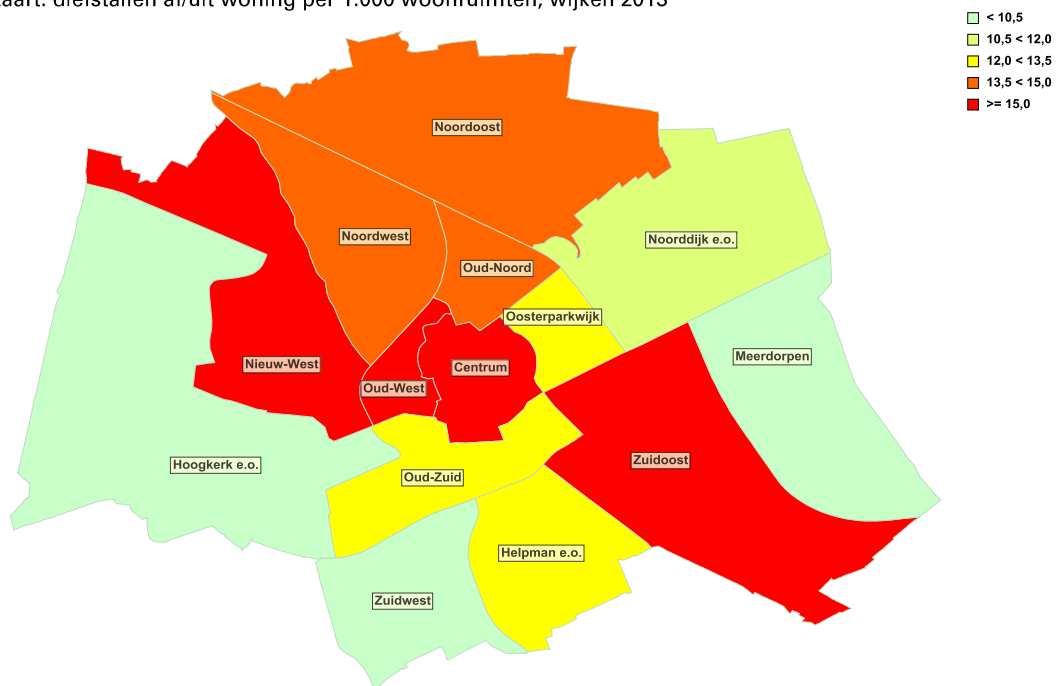 aart: diefstallen af/uit woning per 1.000 woonruimten, wijken 2013
< 10,5
10,5 < 12,0
12,0 < 13,5
13,5 < 15,0
>= 15,0
Noordoost
Noordwest
Noorddijk e.o.
Oud-Noord
Oosterparkwijk
Meerdorpen
Nieuw-West
Centrum
Oud-West
Zuidoost
Hoogkerk e.o.
Oud-Zuid
Helpman e.o.
Zuidwest